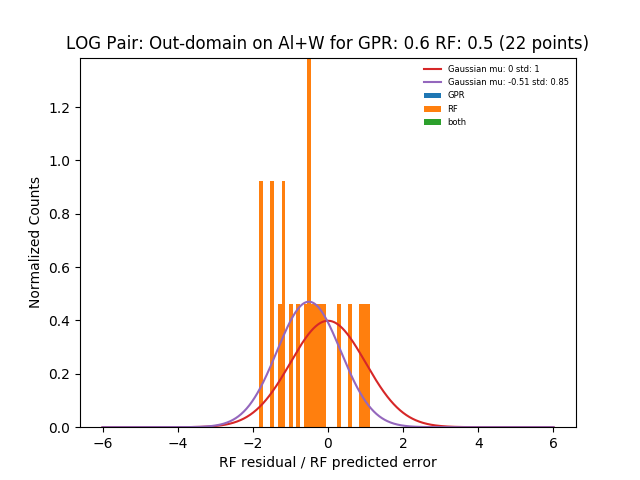 LOG Pair: Out-domain on Al+W for GPR: 0.6 RF: 0.5 (22 points)
Gaussian mu: 0 std: 1
Gaussian mu: -0.51 std: 0.85
GPR
RF
both
Normalized Counts
1.2
1.0
0.8
0.6
0.4
0.2
0.0
−6 −4 −2 0 2 4 6
RF residual / RF predicted error